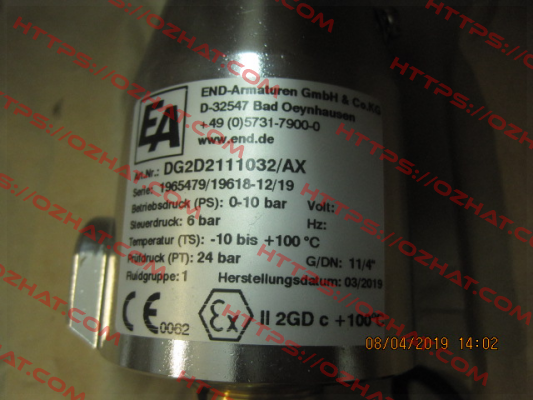 END-Armaturen GmbH & Co.KG
D-32547 Bad Oeynhausen
+49 (0)5731-7900-0
www.end.de
EA
Art.Nr.: DG2D2111032/AX
Serie: 1965479/19618-12/19
Betriebsdruck (PS): 0-10 bar Volt:
Steuerdruck: 6 bar Hz:
Temperatur (TS): -10 bis +100°C
Prüfdruck (PT): 24 bar G/DN: 11/4"
Fluidgruppe: 1 Herstellungsdatum: 03/2019
CE 0062 Ex II 2GD c +100°C
08/04/2019 14:02
HTTPS://OZHAT.COM